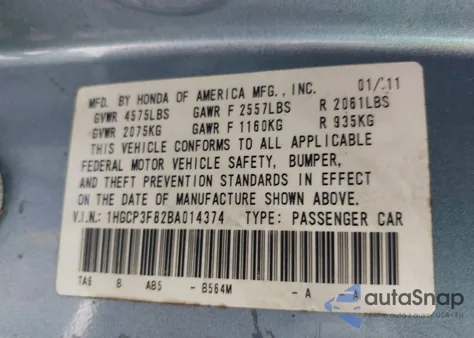 MFD. BY HONDA OF AMERICA MFG., INC. 01/11
GVWR 4575LBS GAWR F 2557LBS R 2061LBS
GVWR 2075KG GAWR F 1160KG R 935KG
THIS VEHICLE CONFORMS TO ALL APPLICABLE
FEDERAL MOTOR VEHICLE SAFETY, BUMPER,
AND THEFT PREVENTION STANDARDS IN EFFECT
ON THE DATE OF MANUFACTURE SHOWN ABOVE.
V.I.N.: 1HGCP3F82BA014374 TYPE: PASSENGER CAR
TA6 B AB5 -B564M -A -A
autoSnap